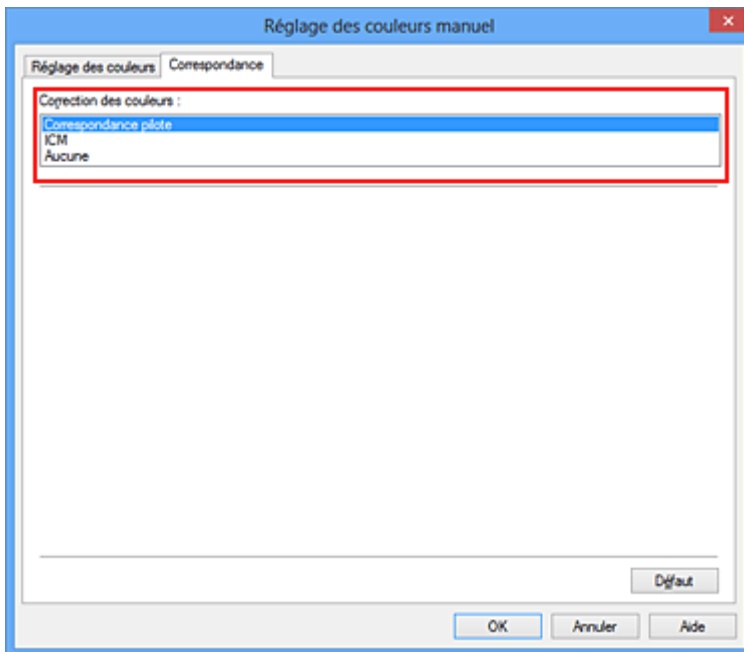 Réglage des couleurs manuel
Réglage des couleurs Correspondance
Correction des couleurs :
Correspondance pilote
ICM
Aucune
Défaut
OK Annuler Aide